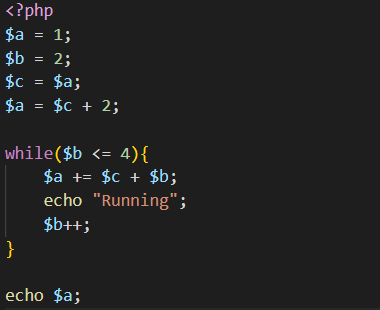 <?php
$a = 1;
$b = 2;
$c = $a;
$a = $c + 2;

while($b <= 4){
    $a += $c + $b;
    echo "Running";
    $b++;
}

echo $a;